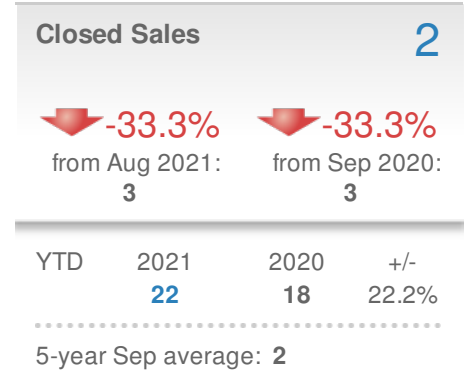 Closed Sales 2
-33.3% -33.3%
from Aug 2021: from Sep 2020:
3 3
YTD 2021 2020 +/-
22 18 22.2%
5-year Sep average: 2